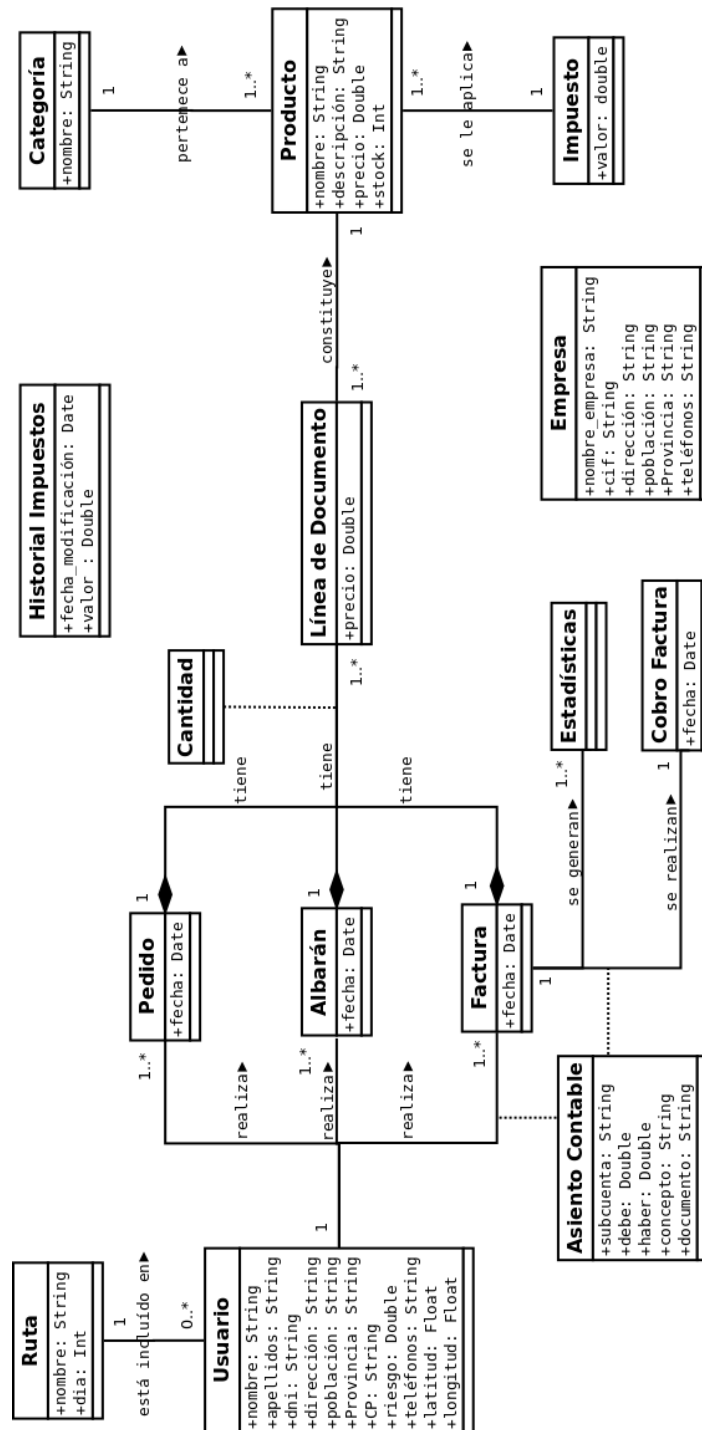 Ruta
+nombre: String
+dia: Int
1
está incluído en▶
0..*
Usuario
+nombre: String
+apellidos: String
+dni: String
+dirección: String
+población: String
+Provincia: String
+CP: String
+riesgo: Double
+teléfonos: String
+latitud: Float
+longitud: Float
1
realiza▶
realiza▶
realiza▶
1..*
1..*
1..*
Pedido
+fecha: Date
1
Albarán
+fecha: Date
1
Factura
+fecha: Date
1
1
Asiento Contable
+subcuenta: String
+debe: Double
+haber: Double
+concepto: String
+documento: String
tiene
tiene
tiene
Cantidad
1..*
se generan▶
1..*
Estadísticas
se realizan▶
1
Cobro Factura
+fecha: Date
Historial Impuestos
+fecha_modificación: Date
+valor : Double
Línea de Documento
+precio: Double
1..*
constituye▶
1
Empresa
+nombre_empresa: String
+cif: String
+dirección: String
+población: String
+Provincia: String
+teléfonos: String
Categoría
+nombre: String
1
pertenece a▶
1..*
Producto
+nombre: String
+descripción: String
+precio: Double
+stock: Int
1..*
se le aplica▶
1
Impuesto
+valor: double